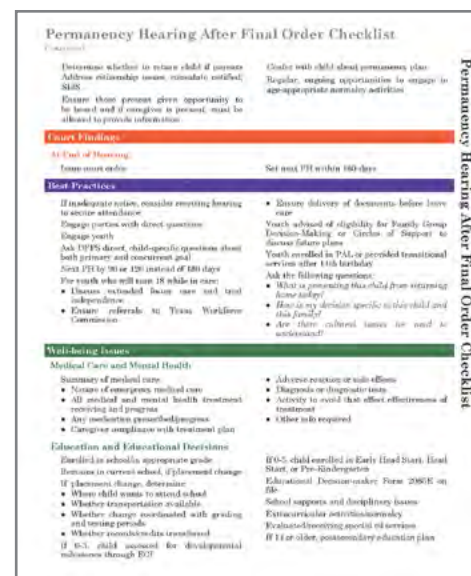 Permanency Hearing After Final Order Checklist
Continued
Determine whether to return child if parents
Address citizenship issues, consulate notified,
SIJS
Ensure those present given opportunity to
be heard and if caregiver is present, must be
allowed to provide information
Confer with child about permanency plan
Regular, ongoing opportunities to engage in
age-appropriate normalcy activities
Court Findings
At End of Hearing:
Issue court order
Set next PH within 180 days
Best Practices
If inadequate notice, consider resetting hearing
to secure attendance
Engage parties with direct questions
Engage youth
Ask DFPS direct, child-specific questions about
both primary and concurrent goal
Next PH by 90 or 120 instead of 180 days
For youth who will turn 18 while in care:
• Discuss extended foster care and trial
independence
• Ensure referrals to Texas Workforce
Commission
• Ensure delivery of documents before leave
care
Youth advised of eligibility for Family Group
Decision-Making or Circles of Support to
discuss future plans
Youth enrolled in PAL or provided transitional
services after 14th birthday
Ask the following questions:
• What is preventing this child from returning
home today?
• How is my decision specific to this child and
this family?
• Are there cultural issues we need to
understand?
Well-being Issues
Medical Care and Mental Health
Summary of medical care:
• Nature of emergency medical care
• All medical and mental health treatment
receiving and progress
• Any medication prescribed/progress
• Caregiver compliance with treatment plan
• Adverse reaction or side effects
• Diagnosis or diagnostic tests
• Activity to avoid that effect effectiveness of
treatment
• Other info required
Education and Educational Decisions
Enrolled in school/in appropriate grade
Remains in current school, if placement change
If placement change, determine
• Where child wants to attend school
• Whether transportation available
• Whether change coordinated with grading
and testing periods
• Whether records/credits transferred
If 0-3, child assessed for developmental
milestones through ECI
If 0-5, child enrolled in Early Head Start, Head
Start, or Pre-Kindergarten
Educational Decision-maker Form 2085E on
file
School supports and disciplinary issues
Extracurricular activities/normalcy
Evaluated/receiving special ed services
If 14 or older, postsecondary education plan
Permanency Hearing After Final Order Checklist